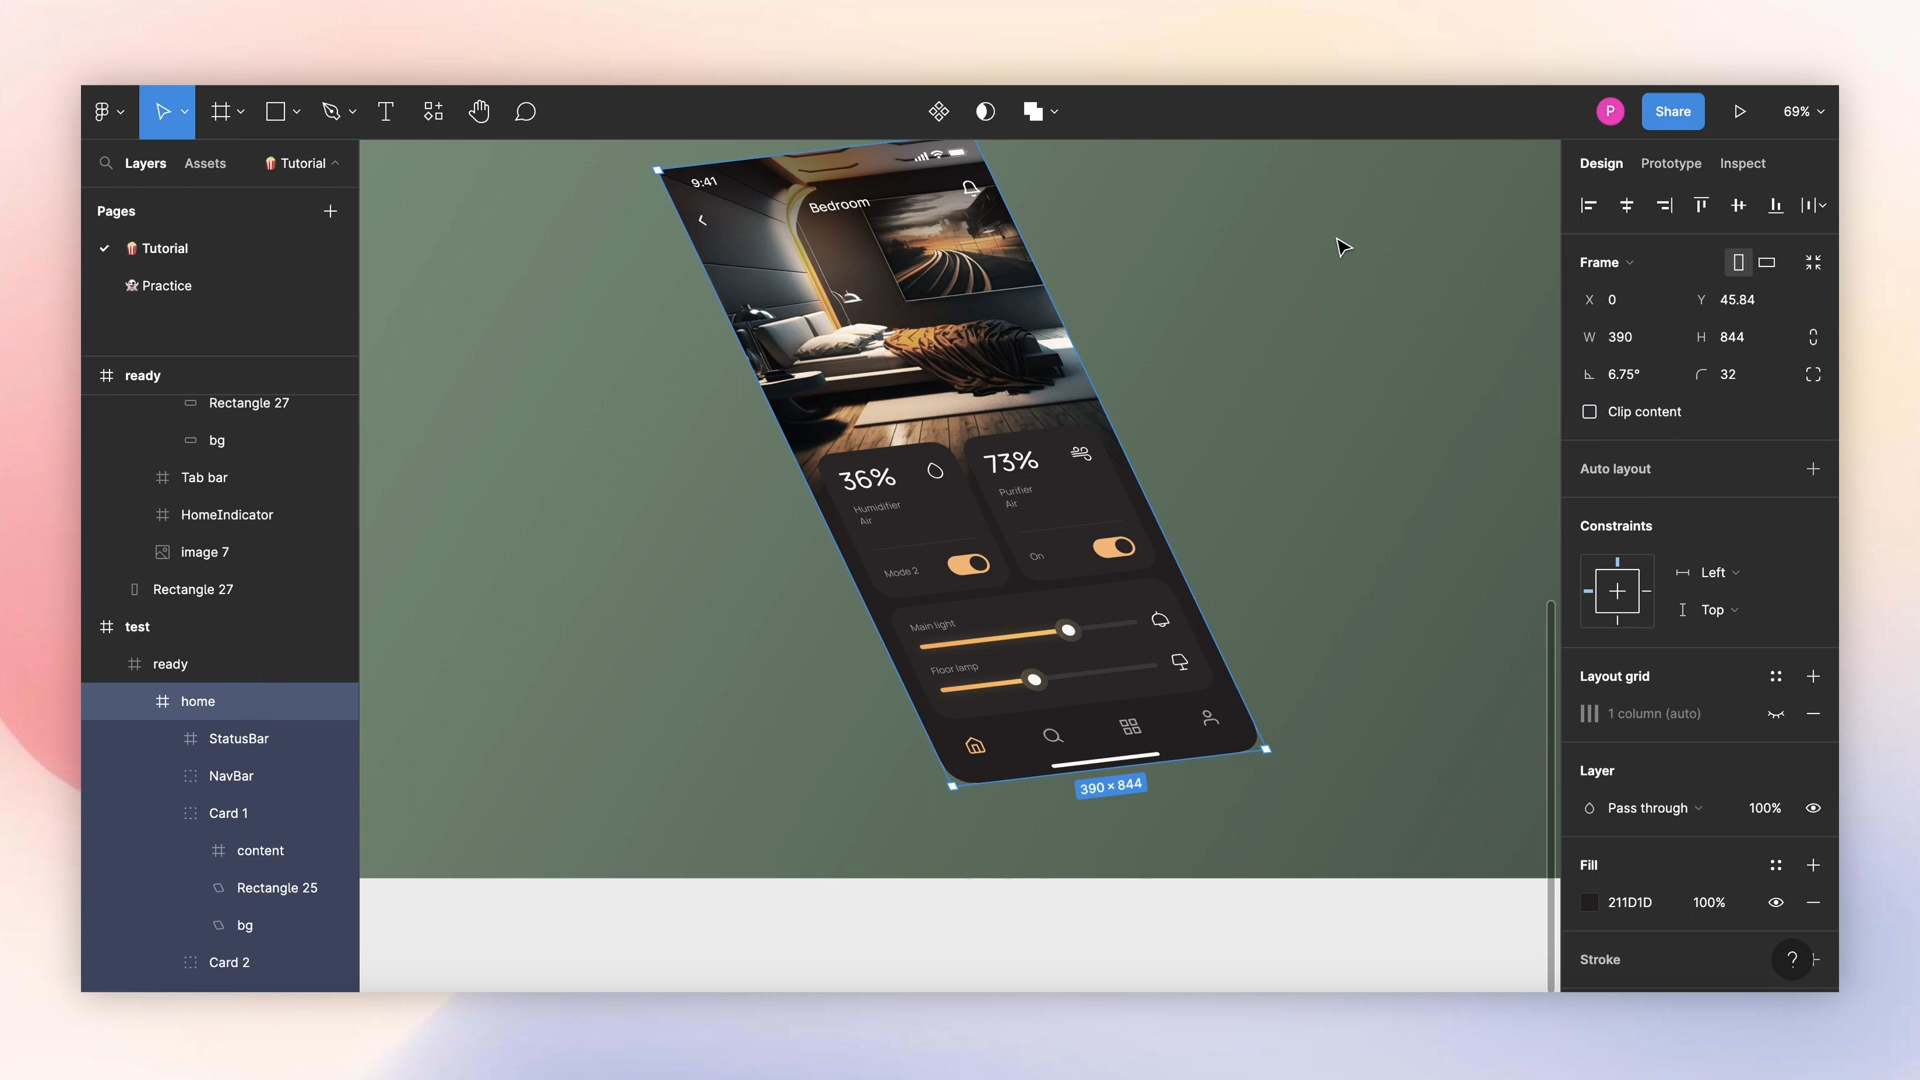 P
Share
69%
Layers
Assets
🍿 Tutorial
Pages
🍿 Tutorial
👻 Practice
ready
Rectangle 27
bg
Tab bar
HomeIndicator
image 7
Rectangle 27
test
ready
home
StatusBar
NavBar
Card 1
content
Rectangle 25
bg
Card 2
9:41
Bedroom
36%
Humidifier
Air
Mode 2
73%
Purifier
Air
On
Main light
Floor lamp
390 × 844
Design
Prototype
Inspect
Frame
X 0
Y 45.84
W 390
H 844
6.75°
32
Clip content
Auto layout
Constraints
Left
Top
Layout grid
1 column (auto)
Layer
Pass through
100%
Fill
211D1D
100%
Stroke
?